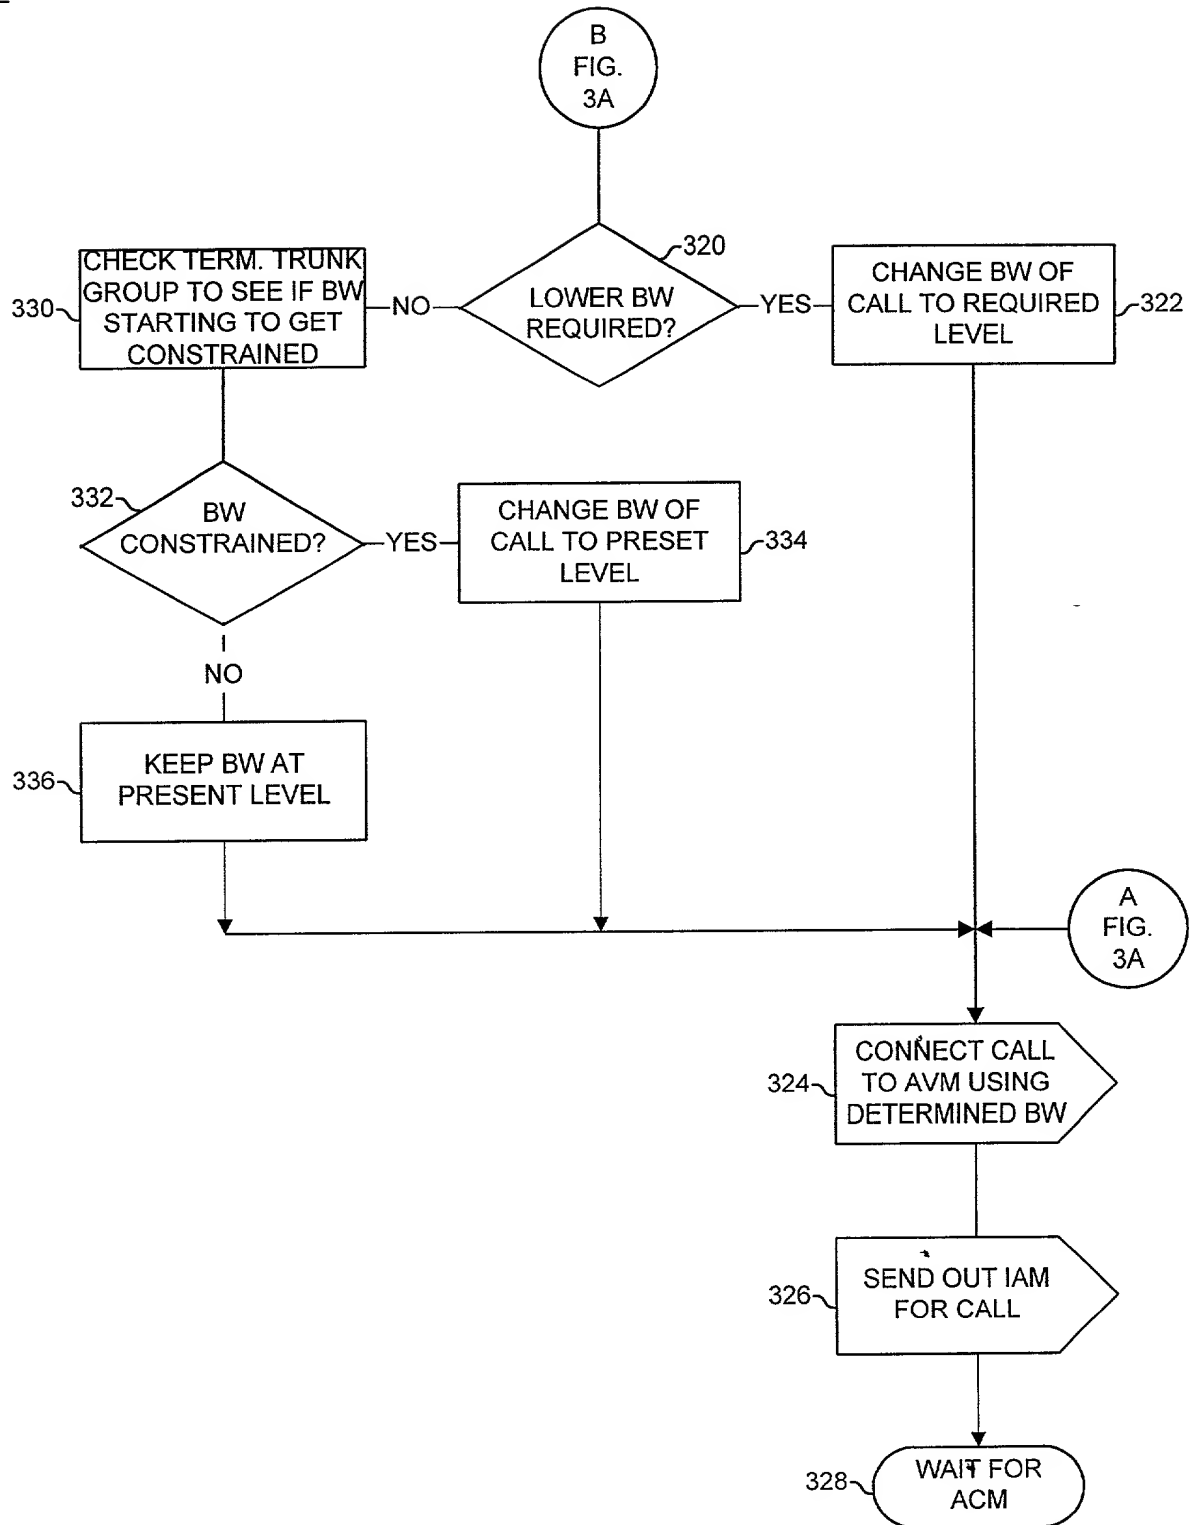 B
FIG.
3A
320
LOWER BW
REQUIRED?
NO
YES
330
CHECK TERM. TRUNK
GROUP TO SEE IF BW
STARTING TO GET
CONSTRAINED
CHANGE BW OF
CALL TO REQUIRED
LEVEL
322
332
BW
CONSTRAINED?
YES
CHANGE BW OF
CALL TO PRESET
LEVEL
334
NO
336
KEEP BW AT
PRESENT LEVEL
A
FIG.
3A
324
CONNECT CALL
TO AVM USING
DETERMINED BW
326
SEND OUT IAM
FOR CALL
328
WAIT FOR
ACM